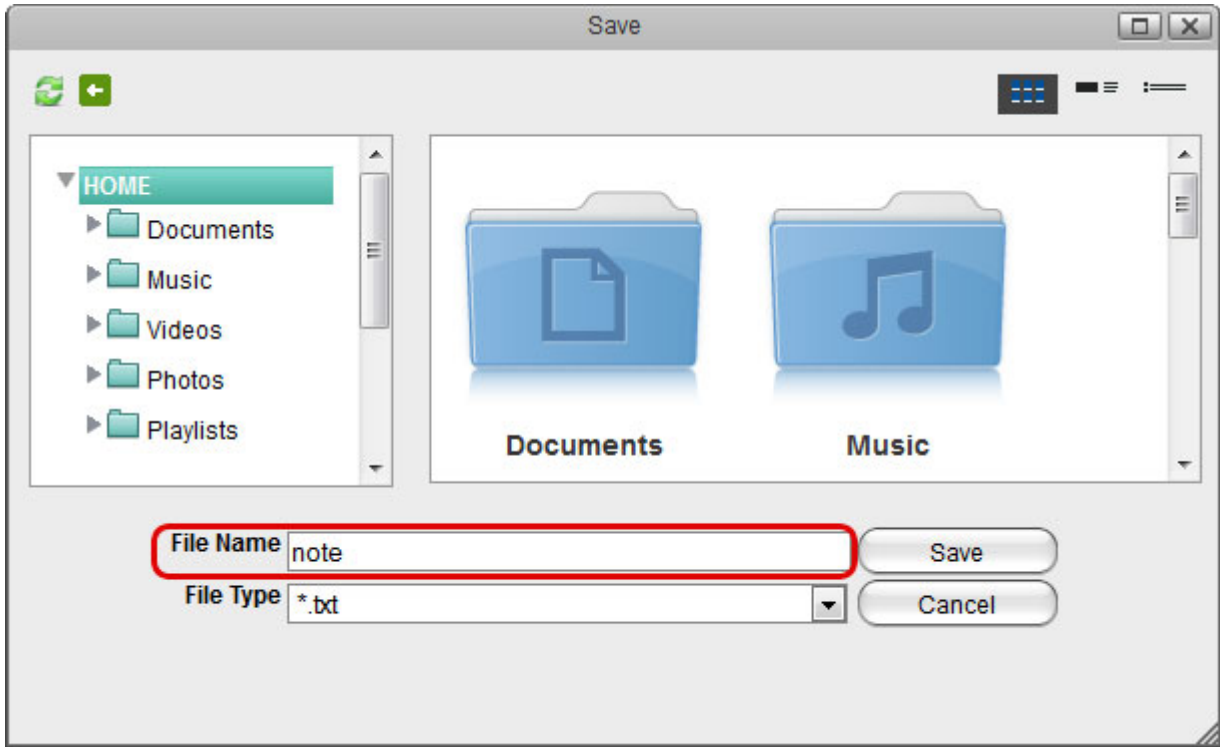 Save
HOME
Documents
Music
Videos
Photos
Playlists
Documents
Music
File Name
note
Save
File Type
*.txt
Cancel